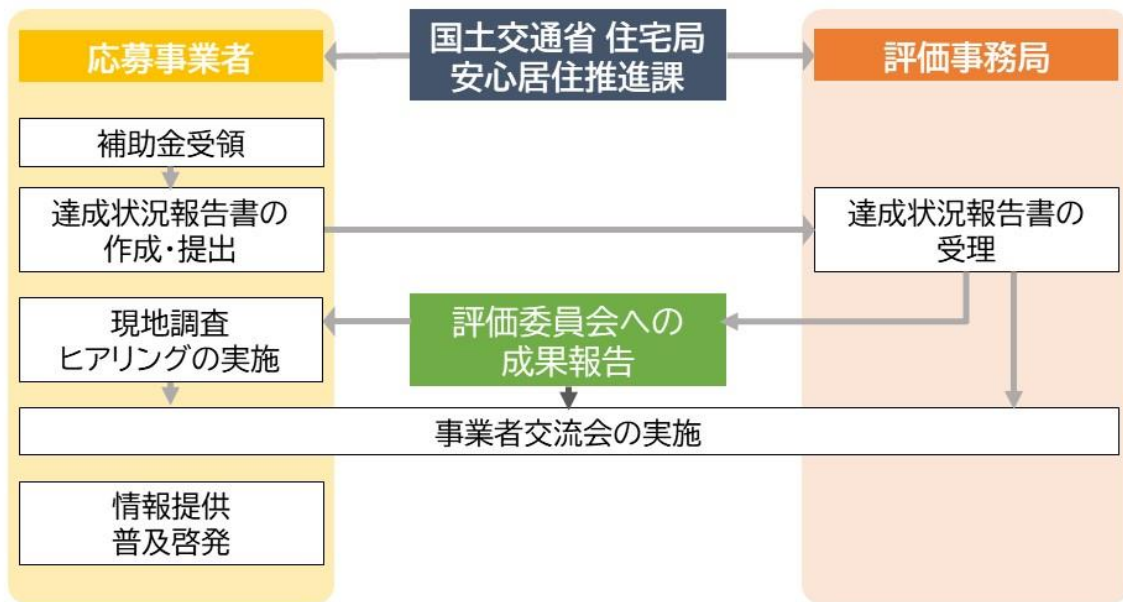 応募事業者
国土交通省 住宅局
安心居住推進課
評価事務局
補助金受領
達成状況報告書の
作成・提出
達成状況報告書の
受理
現地調査
ヒアリングの実施
評価委員会への
成果報告
事業者交流会の実施
情報提供
普及啓発